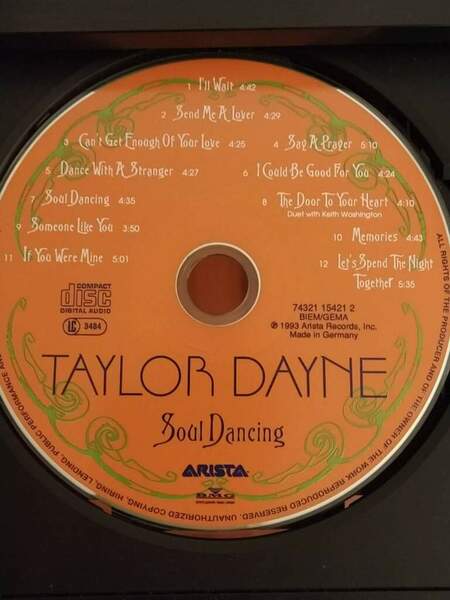 1 I'll Wait 4:42
2 Send Me A Lover 4:29
3 Can't Get Enough Of Your Love 4:25
4 Say A Prayer 5:10
5 Dance With A Stranger 4:27
6 I Could Be Good For You 4:24
7 Soul Dancing 4:35
8 The Door To Your Heart 4:10
Duet with Keith Washington
9 Someone Like You 3:50
10 Memories 4:43
11 If You Were Mine 5:01
12 Let's Spend The Night
Together 5:35
COMPACT
disc
DIGITAL AUDIO
LC 3484
74321 15421 2
BIEM/GEMA
℗ 1993 Arista Records, Inc.
Made in Germany
TAYLOR DAYNE
Soul Dancing
ARISTA
BMG
ALL RIGHTS OF THE PRODUCER AND OF THE OWNER OF THE WORK REPRODUCED RESERVED. UNAUTHORIZED COPYING, HIRING, LENDING, PUBLIC PERFORMANCE